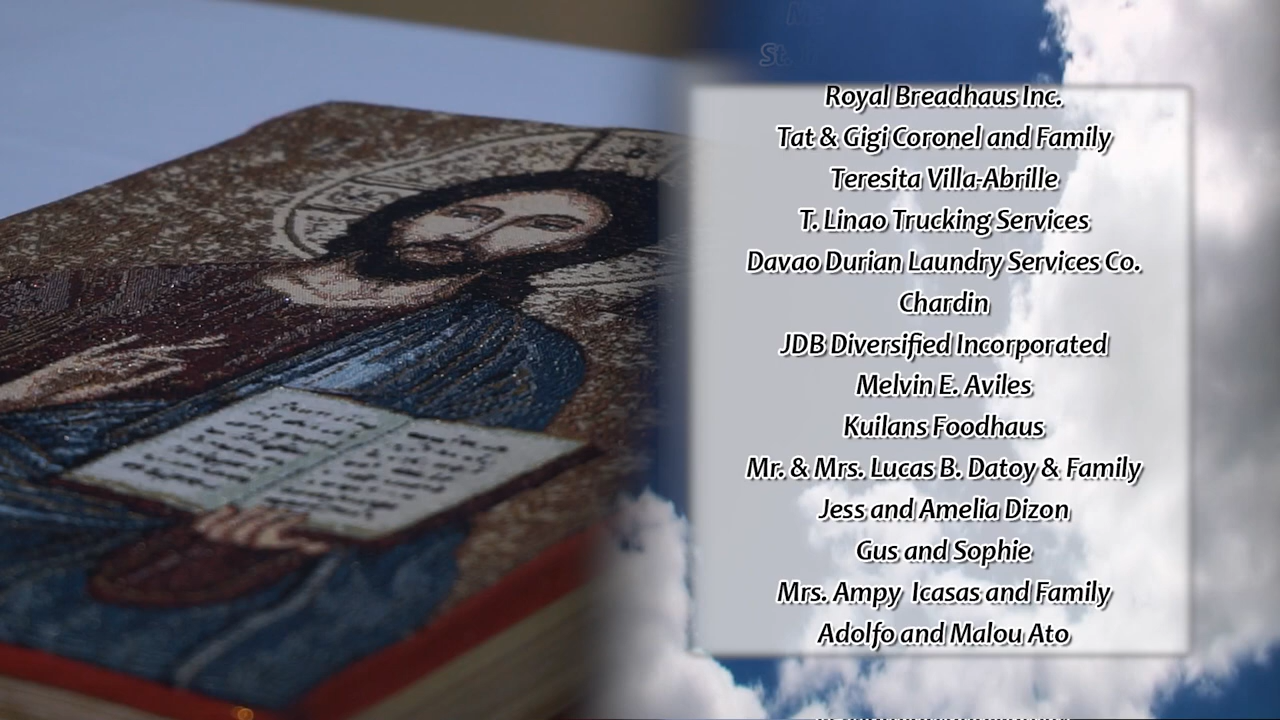 St.
Royal Breadhaus Inc.
Tat & Gigi Coronel and Family
Teresita Villa-Abrille
T. Linao Trucking Services
Davao Durian Laundry Services Co.
Chardin
JDB Diversified Incorporated
Melvin E. Aviles
Kuilans Foodhaus
Mr. & Mrs. Lucas B. Datoy & Family
Jess and Amelia Dizon
Gus and Sophie
Mrs. Ampy Icasas and Family
Adolfo and Malou Ato